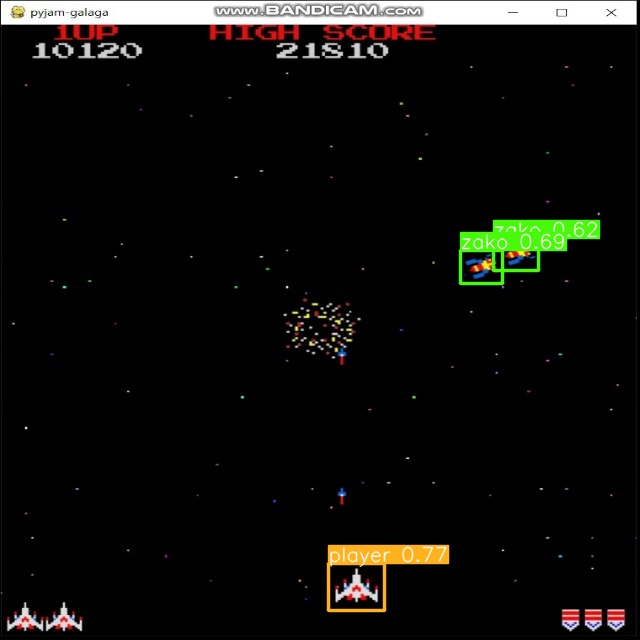 pyjam-galaga
WWW.BANDICAM.COM
1UP HIGH SCORE
10120 21810
zako 0.62
zako 0.69
player 0.77